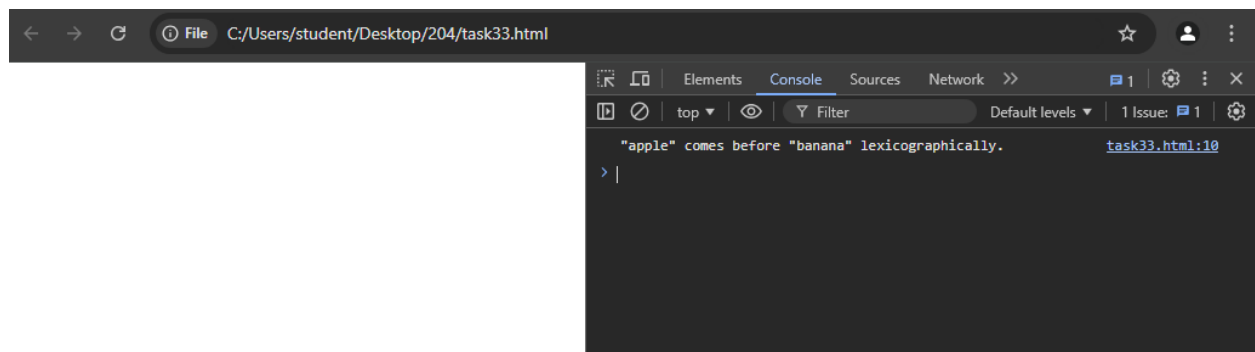 File C:/Users/student/Desktop/204/task33.html
Elements Console Sources Network 1
top Filter Default levels 1 Issue: 1
"apple" comes before "banana" lexicographically. task33.html:10